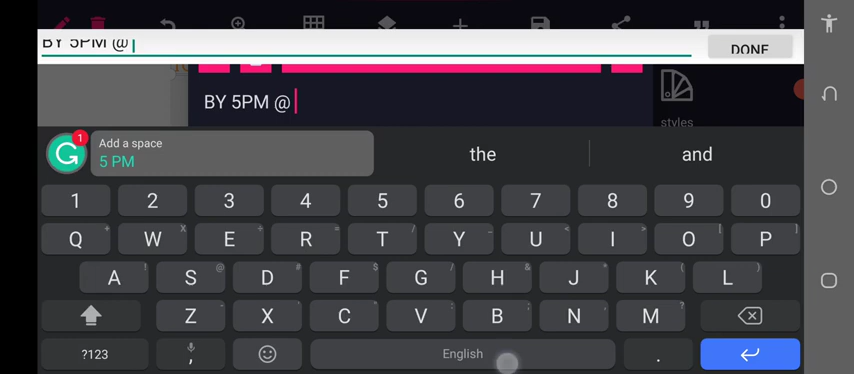 BY 5PM @
DONE
BY 5PM @
styles
1
Add a space
5 PM
the
and
1 2 3 4 5 6 7 8 9 0
Q + W X E ÷ R = T / Y _ U < I > O [ P ]
A ! S @ D # F $ G H & J * K ( L )
Z - X ' C " V : B ; N , M ?
?123 , English .